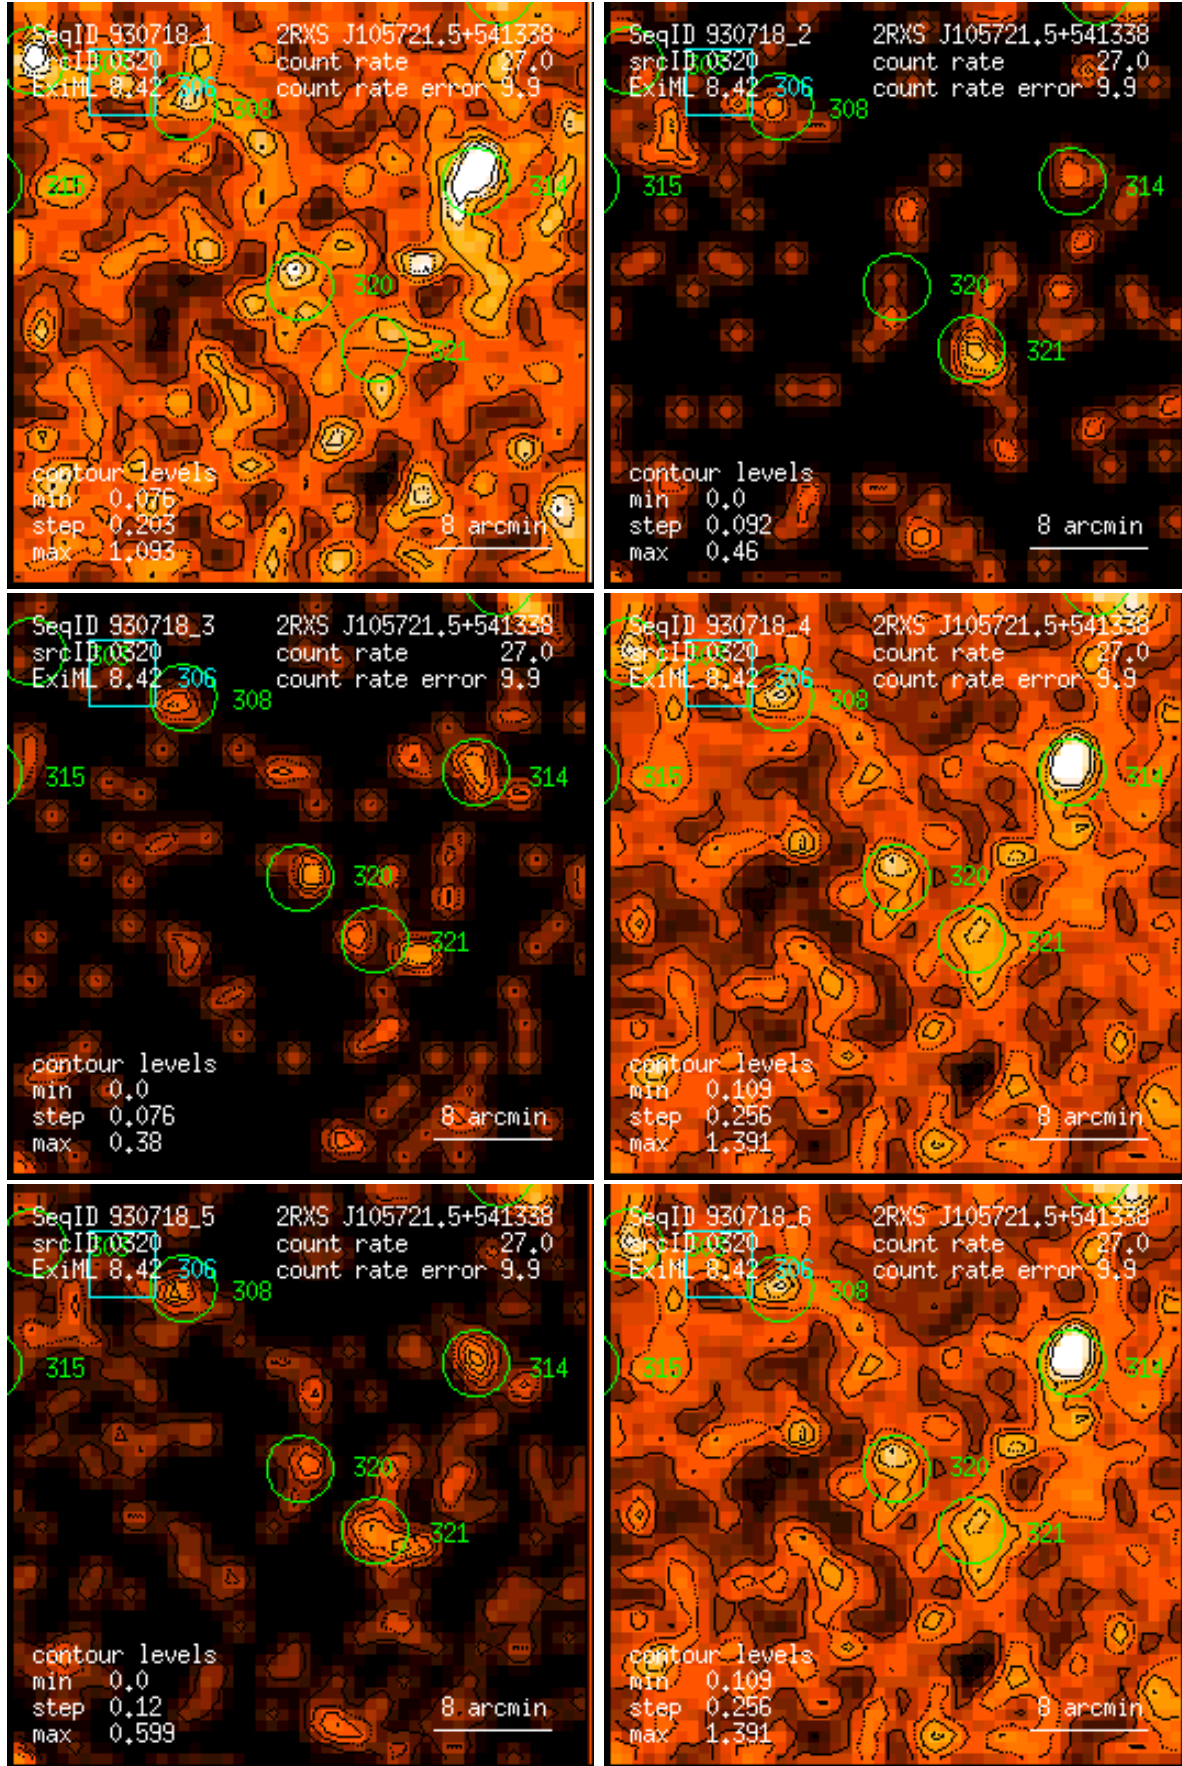 SeqID 930718_1 2RXS J105721.5+541338
srcID 0320 count rate 27.0
ExiML 8.42 306 count rate error 9.9
308
315
314
320
321
contour levels
min 0.076
step 0.203 8 arcmin
max 1.093
SeqID 930718_2 2RXS J105721.5+541338
srcID 0320 count rate 27.0
ExiML 8.42 306 count rate error 9.9
308
315 314
320
321
contour levels
min 0.0
step 0.092 8 arcmin
max 0.46
SeqID 930718_3 2RXS J105721.5+541338
srcID 0320 count rate 27.0
ExiML 8.42 306 count rate error 9.9
308
315 314
320
321
contour levels
min 0.0
step 0.076 8 arcmin
max 0.38
SeqID 930718_4 2RXS J105721.5+541338
srcID 0320 count rate 27.0
ExiML 8.42 306 count rate error 9.9
308
315 314
320
321
contour levels
min 0.109
step 0.256 8 arcmin
max 1.391
SeqID 930718_5 2RXS J105721.5+541338
srcID 0320 count rate 27.0
ExiML 8.42 306 count rate error 9.9
308
315 314
320
321
contour levels
min 0.0
step 0.12 8 arcmin
max 0.599
SeqID 930718_6 2RXS J105721.5+541338
srcID 0320 count rate 27.0
ExiML 8.42 306 count rate error 9.9
308
315 314
320
321
contour levels
min 0.109
step 0.256 8 arcmin
max 1.391